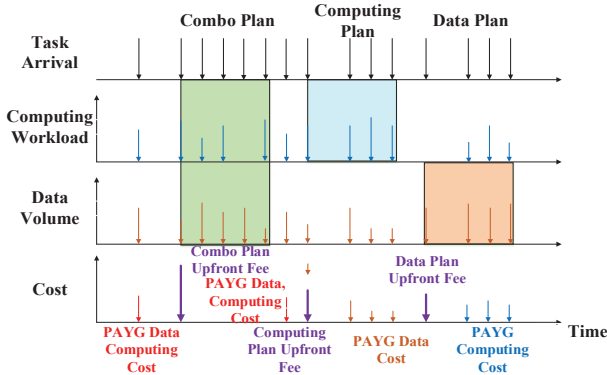 Combo Plan
Computing
Plan
Data Plan
Task
Arrival
Computing
Workload
Data
Volume
Combo Plan
Upfront Fee
PAYG Data,
Computing
Cost
Data Plan
Upfront Fee
Cost
Time
PAYG Data
Computing
Cost
Computing
Plan Upfront
Fee
PAYG Data
Cost
PAYG
Computing Cost